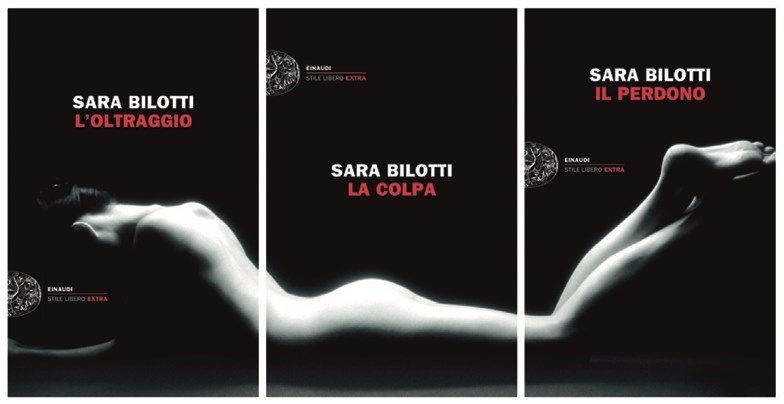 SARA BILOTTI
L'OLTRAGGIO
EINAUDI
STILE LIBERO EXTRA
EINAUDI
STILE LIBERO EXTRA
SARA BILOTTI
LA COLPA
SARA BILOTTI
IL PERDONO
EINAUDI
STILE LIBERO EXTRA